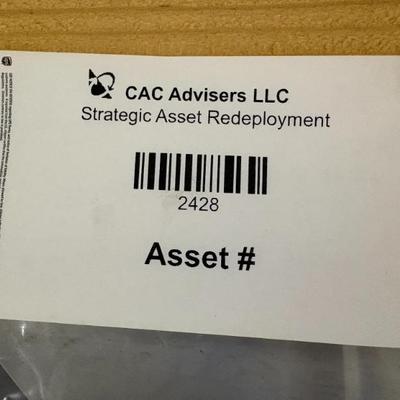 CAC Advisers LLC
Strategic Asset Redeployment
2428
Asset #